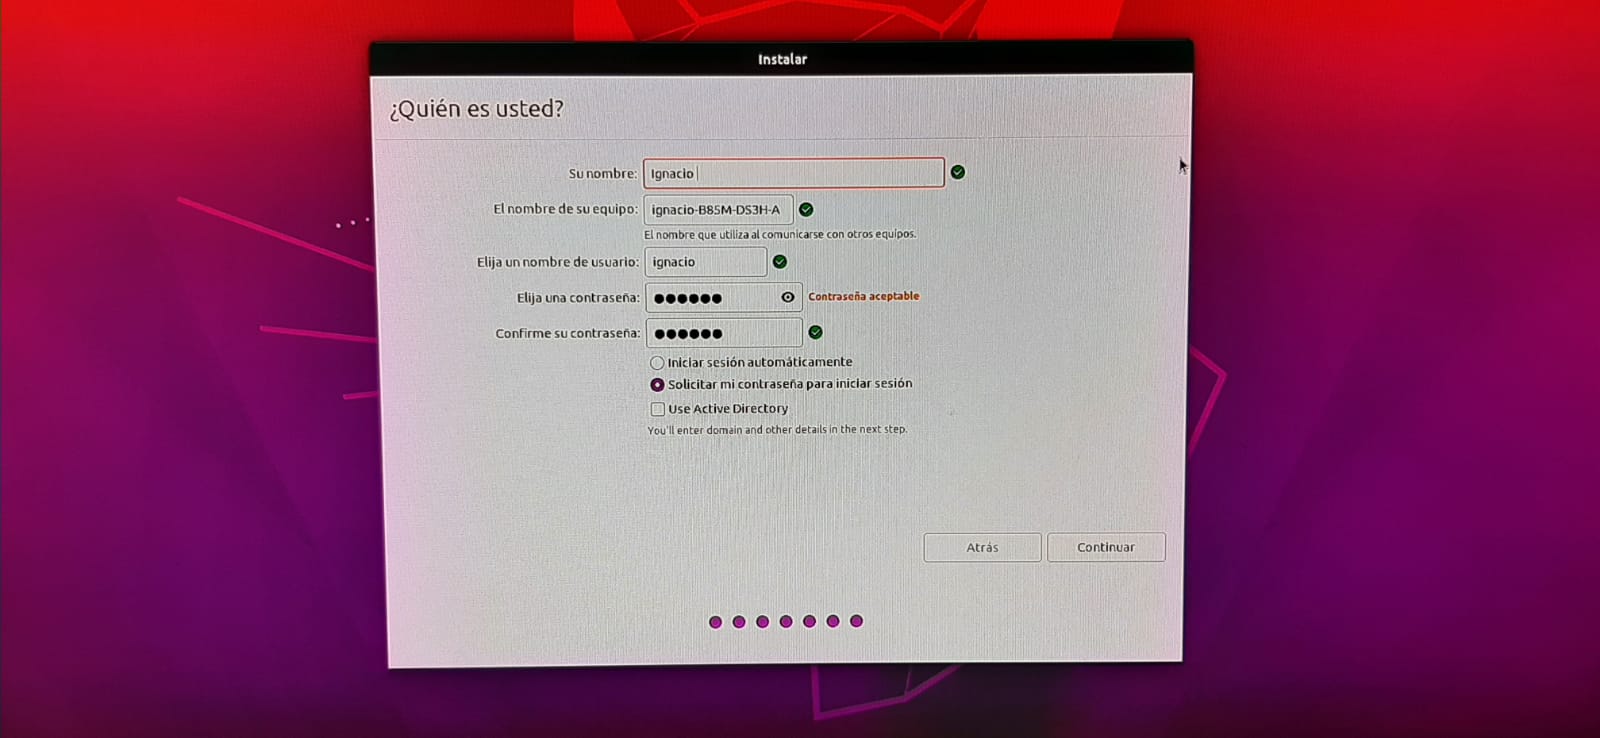 Instalar
¿Quién es usted?
Su nombre: Ignacio
El nombre de su equipo: ignacio-B85M-DS3H-A
El nombre que utiliza al comunicarse con otros equipos.
Elija un nombre de usuario: ignacio
Elija una contraseña: ●●●●●● Contraseña aceptable
Confirme su contraseña: ●●●●●●
Iniciar sesión automáticamente
Solicitar mi contraseña para iniciar sesión
Use Active Directory
You'll enter domain and other details in the next step.
Atrás Continuar